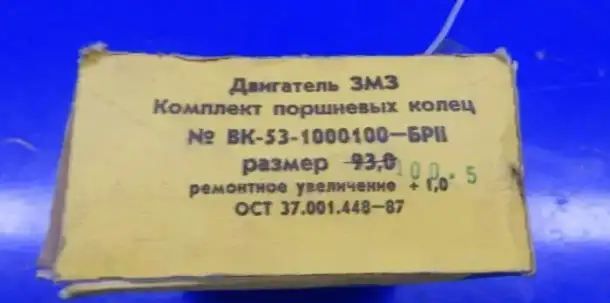 Двигатель ЗМЗ
Комплект поршневых колец
№ ВК-53-1000100-БРII
размер 93,0 100.5
ремонтное увеличение + 1,0
ОСТ 37.001.448-87